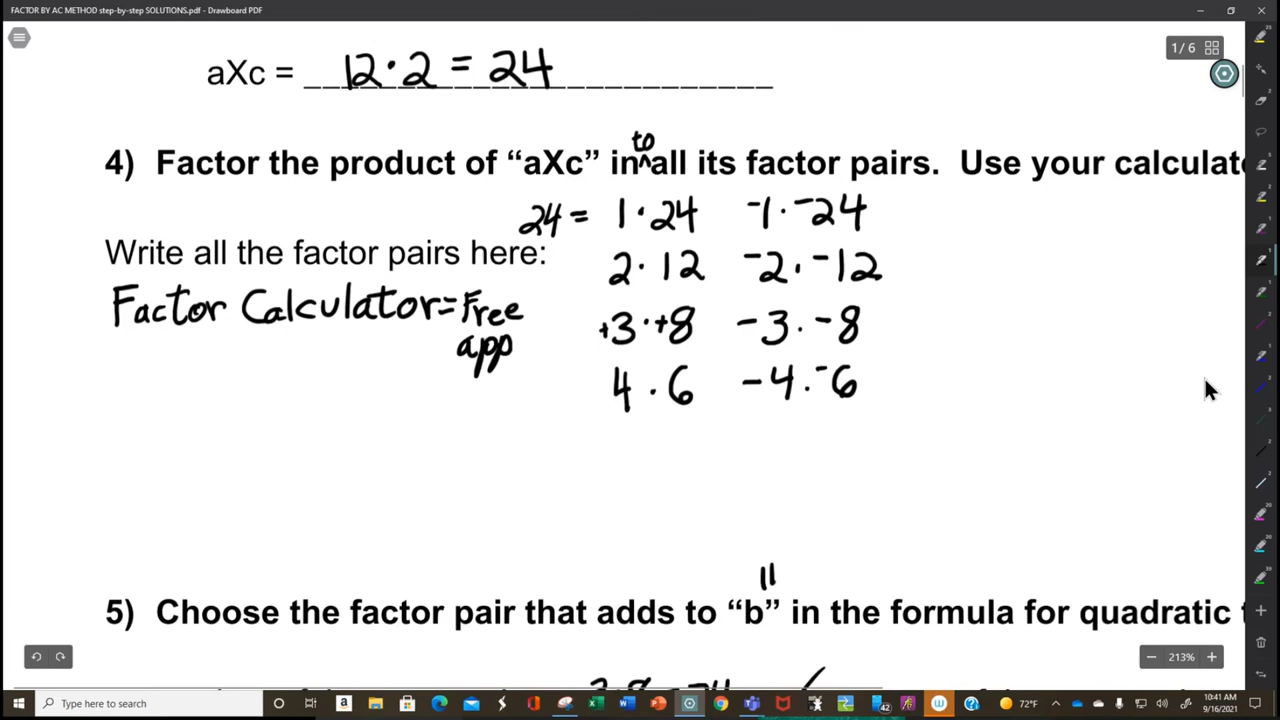 FACTOR BY AC METHOD step-by-step SOLUTIONS.pdf - Drawboard PDF
1 / 6
aXc = 12 · 2 = 24
to
4) Factor the product of “aXc” in^all its factor pairs. Use your calculate
24 = 1 · 24 -1 · -24
Write all the factor pairs here:
2 · 12 -2 · -12
Factor Calculator = Free
app
+3 · +8 -3 · -8
4 · 6 -4 · -6
11
5) Choose the factor pair that adds to “b” in the formula for quadratic
213%
Type here to search
42
72°F
10:41 AM
9/16/2021